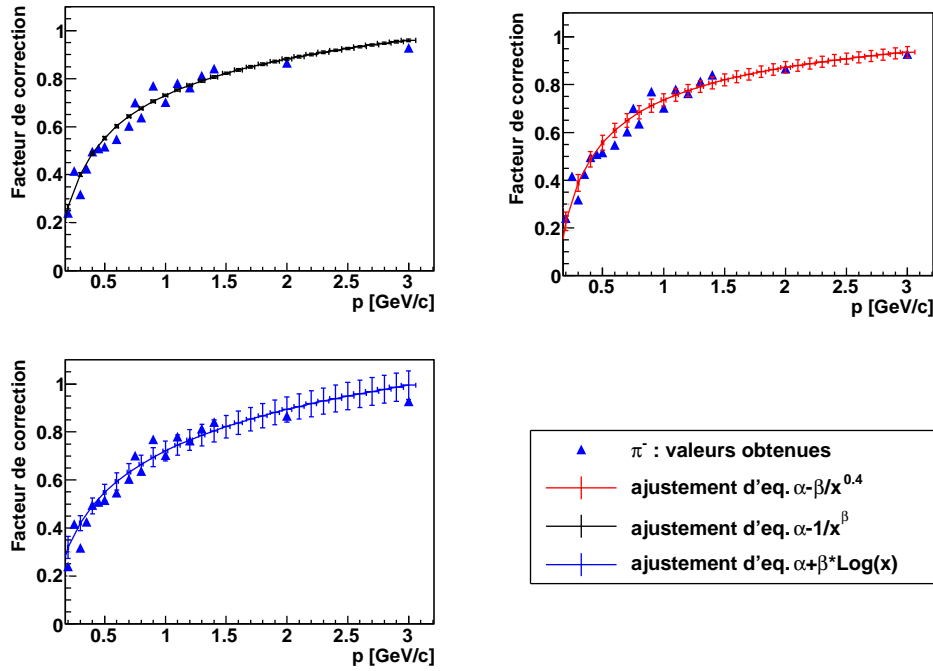 Facteur de correction
1
0.8
0.6
0.4
0.2
0
0.5 1 1.5 2 2.5 3
p [GeV/c]
Facteur de correction
1
0.8
0.6
0.4
0.2
0
0.5 1 1.5 2 2.5 3
p [GeV/c]
Facteur de correction
1
0.8
0.6
0.4
0.2
0
0.5 1 1.5 2 2.5 3
p [GeV/c]
π⁻ : valeurs obtenues
ajustement d'eq. α-β/x^0.4
ajustement d'eq. α-1/x^β
ajustement d'eq. α+β*Log(x)